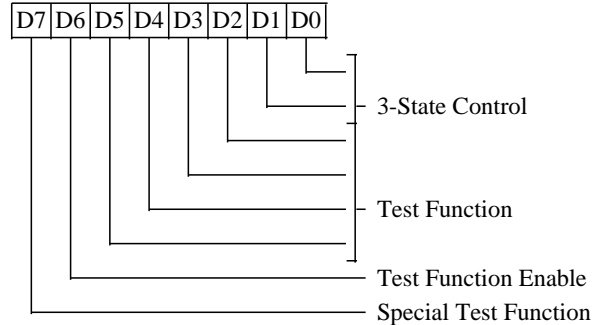 D7 D6 D5 D4 D3 D2 D1 D0
3-State Control
Test Function
Test Function Enable
Special Test Function